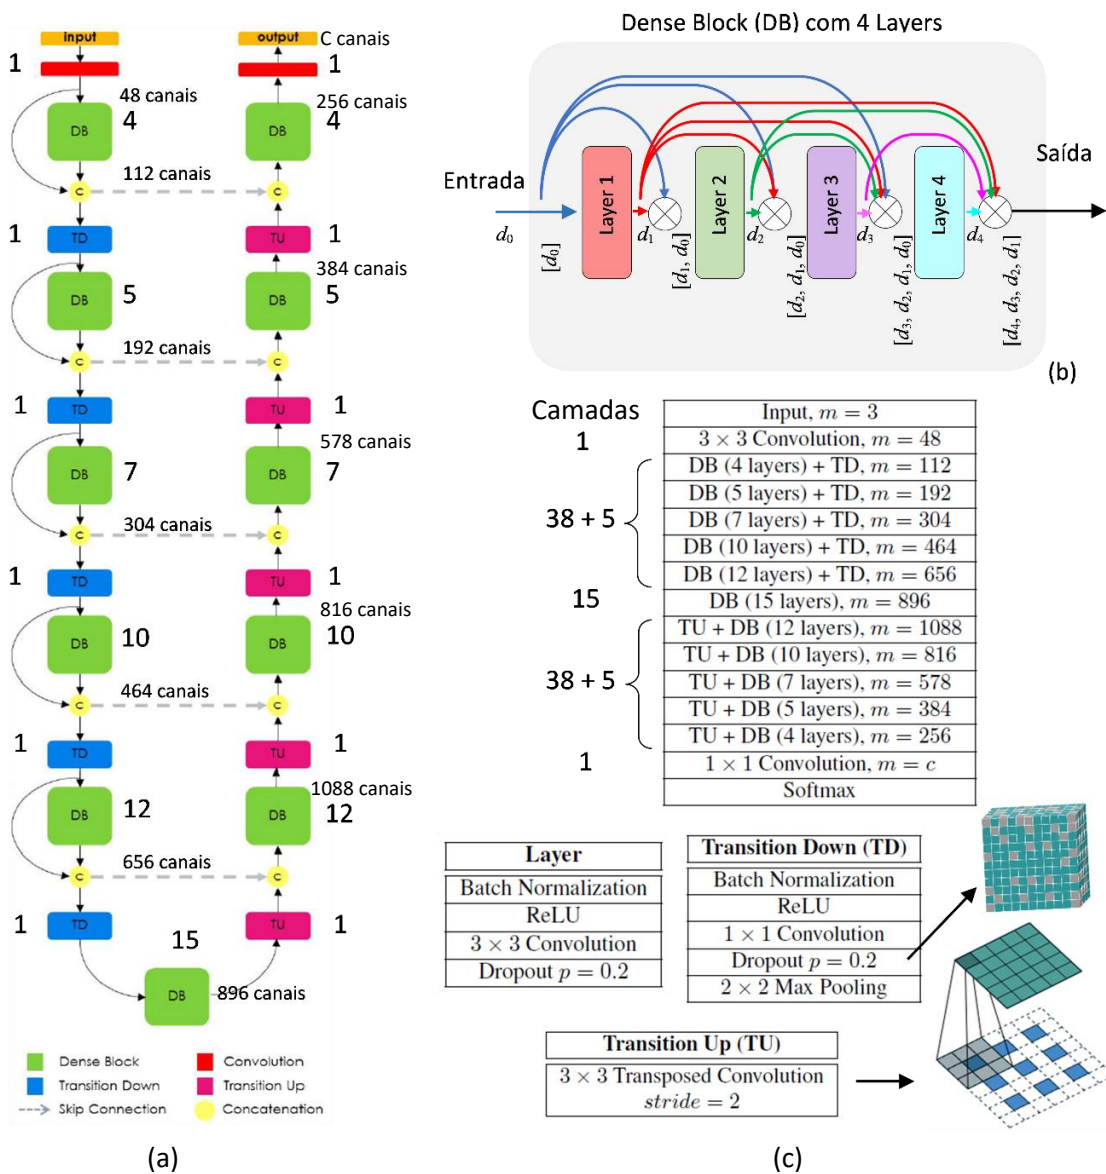 input
output
C canais
1
1
48 canais
256 canais
DB
4
DB
4
C
112 canais
C
1
TD
TU
1
384 canais
DB
5
DB
5
C
192 canais
C
1
TD
TU
1
578 canais
DB
7
DB
7
C
304 canais
C
1
TD
TU
1
816 canais
DB
10
DB
10
C
464 canais
C
1
TD
TU
1
1088 canais
DB
12
DB
12
C
656 canais
C
1
TD
TU
1
15
DB
896 canais
Dense Block
Convolution
Transition Down
Transition Up
Skip Connection
Concatenation
(a)
Dense Block (DB) com 4 Layers
Entrada
Saída
Layer 1
Layer 2
Layer 3
Layer 4
d₀
[d₀]
d₁
[d₁, d₀]
d₂
[d₂, d₁, d₀]
d₃
[d₃, d₂, d₁, d₀]
d₄
[d₄, d₃, d₂, d₁]
(b)
Camadas
Input, m = 3
1
3 × 3 Convolution, m = 48
DB (4 layers) + TD, m = 112
DB (5 layers) + TD, m = 192
38 + 5
DB (7 layers) + TD, m = 304
DB (10 layers) + TD, m = 464
DB (12 layers) + TD, m = 656
15
DB (15 layers), m = 896
TU + DB (12 layers), m = 1088
TU + DB (10 layers), m = 816
38 + 5
TU + DB (7 layers), m = 578
TU + DB (5 layers), m = 384
TU + DB (4 layers), m = 256
1
1 × 1 Convolution, m = c
Softmax
Layer
Batch Normalization
ReLU
3 × 3 Convolution
Dropout p = 0.2
Transition Down (TD)
Batch Normalization
ReLU
1 × 1 Convolution
Dropout p = 0.2
2 × 2 Max Pooling
Transition Up (TU)
3 × 3 Transposed Convolution
stride = 2
(c)